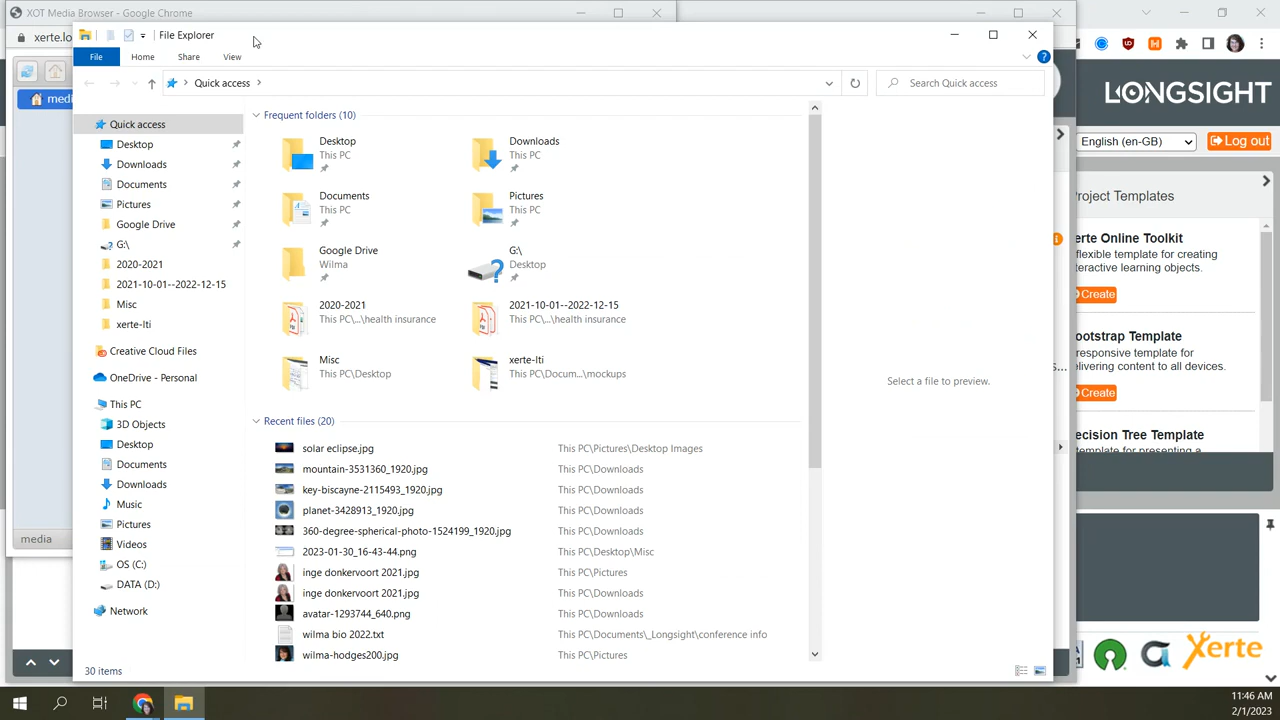 XOT Media Browser - Google Chrome
xerte.lo
File Explorer
File
Home
Share
View
Quick access
Search Quick access
LONGSIGHT
English (en-GB)
Log out
medi
Quick access
Desktop
Downloads
Documents
Pictures
Google Drive
G:\
2020-2021
2021-10-01--2022-12-15
Misc
xerte-lti
Creative Cloud Files
OneDrive - Personal
This PC
3D Objects
Desktop
Documents
Downloads
Music
Pictures
Videos
OS (C:)
DATA (D:)
Network
Frequent folders (10)
Desktop
This PC
Downloads
This PC
Documents
This PC
Pictures
This PC
Google Drive
Wilma
G:\
Desktop
2020-2021
This PC\...\health insurance
2021-10-01--2022-12-15
This PC\...\health insurance
Misc
This PC\Desktop
xerte-lti
This PC\Docum...\mockups
Recent files (20)
solar eclipse.jpg This PC\Pictures\Desktop Images
mountain-3531360_1920.jpg This PC\Downloads
key-biscayne-2115493_1920.jpg This PC\Downloads
planet-3428913_1920.jpg This PC\Downloads
360-degree-spherical-photo-1524199_1920.jpg This PC\Downloads
2023-01-30_16-43-44.png This PC\Desktop\Misc
inge donkervoort 2021.jpg This PC\Pictures
inge donkervoort 2021.jpg This PC\Downloads
avatar-1293744_640.png This PC\Downloads
wilma bio 2022.txt This PC\Documents\_Longsight\conference info
wilma-hodges200.jpg This PC\Pictures
Select a file to preview.
30 items
media
roject Templates
erte Online Toolkit
flexible template for creating
nteractive learning objects.
Create
ootstrap Template
responsive template for
elivering content to all devices.
Create
ecision Tree Template
template for presenting a
Xerte
11:46 AM
2/1/2023